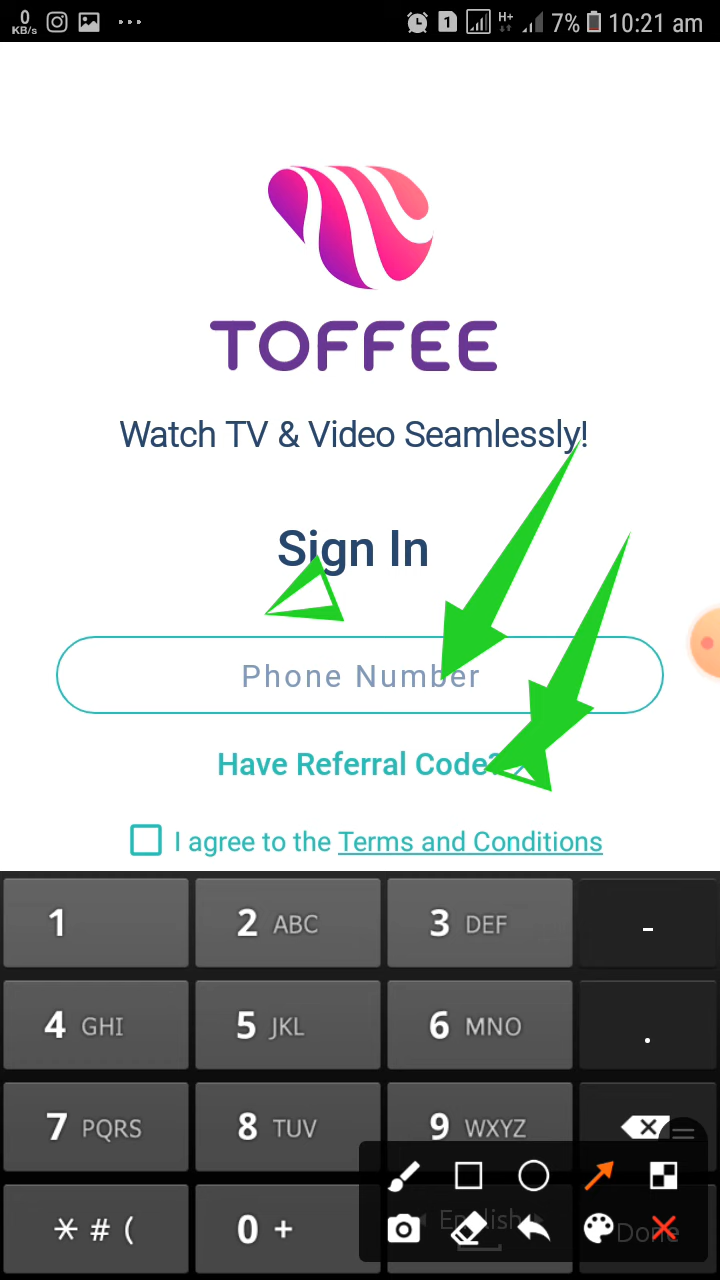 0
KB/s
1
H+
7%
10:21 am
TOFFEE
Watch TV & Video Seamlessly!
Sign In
Phone Number
Have Referral Code?
I agree to the Terms and Conditions
1 2 ABC 3 DEF -
4 GHI 5 JKL 6 MNO .
7 PQRS 8 TUV 9 WXYZ
* # ( 0 + English Done